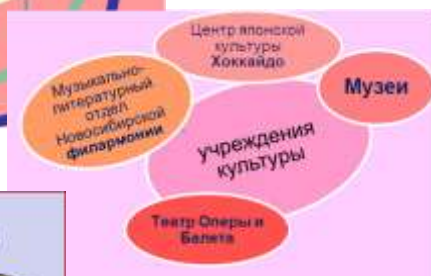 Центр японской
культуры
Хоккайдо
Музыкально-
литературный
отдел
Новосибирской
филармонии
Музеи
учреждения
культуры
Театр Оперы и
Балета